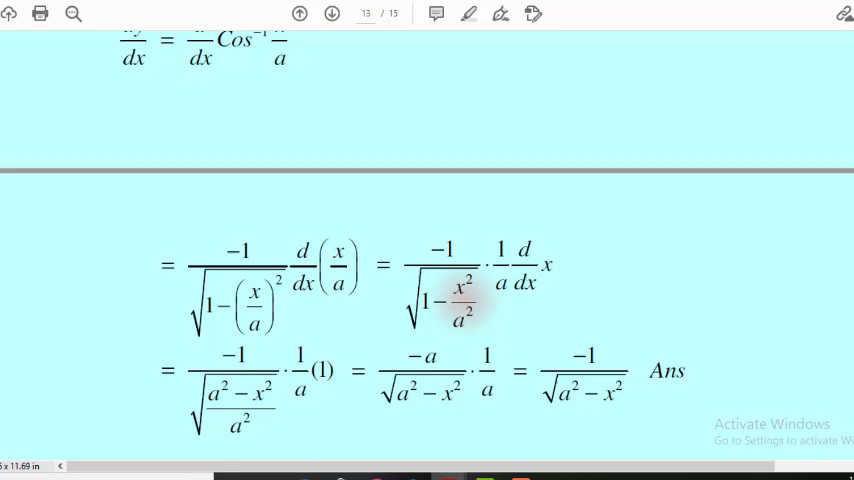 13 / 15
dy/dx = d/dx Cos⁻¹ x/a
= −1/√(1−(x/a)²) d/dx (x/a) = −1/√(1−x²/a²) · 1/a d/dx x
= −1/√((a²−x²)/a²) · 1/a (1) = −a/√(a²−x²) · 1/a = −1/√(a²−x²) Ans
Activate Windows
Go to Settings to activate Wi
x 11.69 in